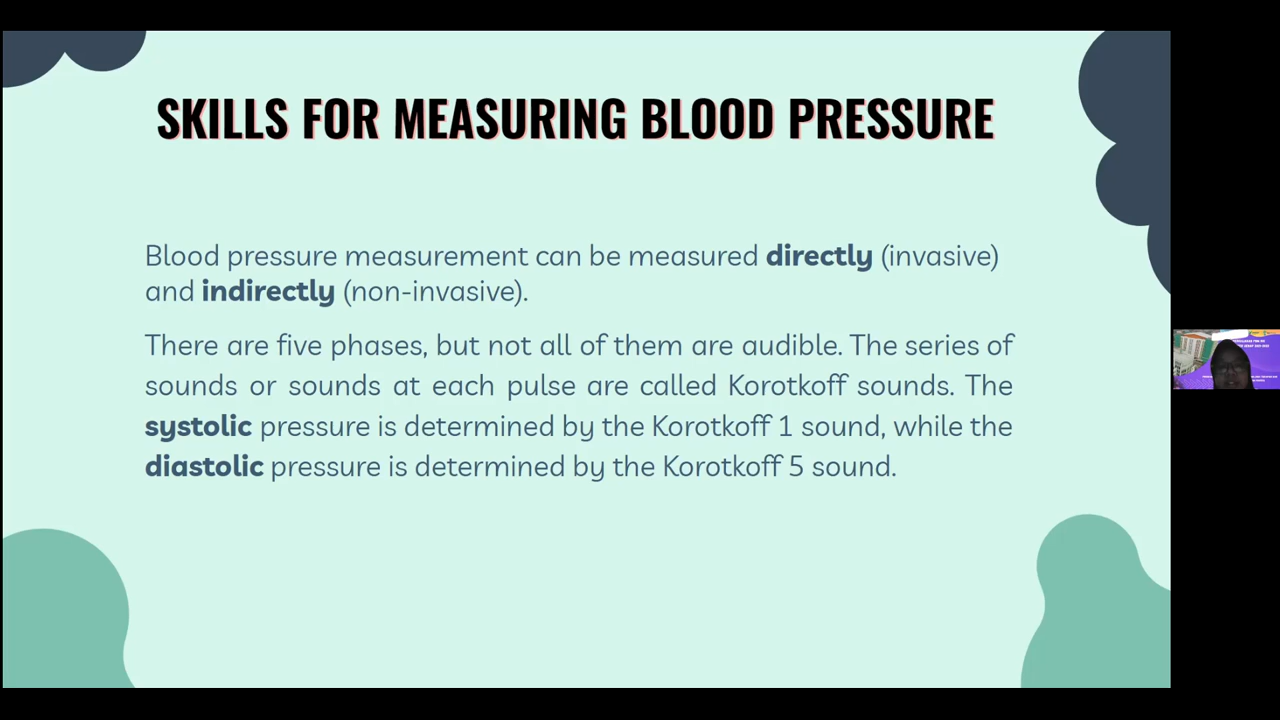 SKILLS FOR MEASURING BLOOD PRESSURE
Blood pressure measurement can be measured directly (invasive)
and indirectly (non-invasive).
There are five phases, but not all of them are audible. The series of
sounds or sounds at each pulse are called Korotkoff sounds. The
systolic pressure is determined by the Korotkoff 1 sound, while the
diastolic pressure is determined by the Korotkoff 5 sound.